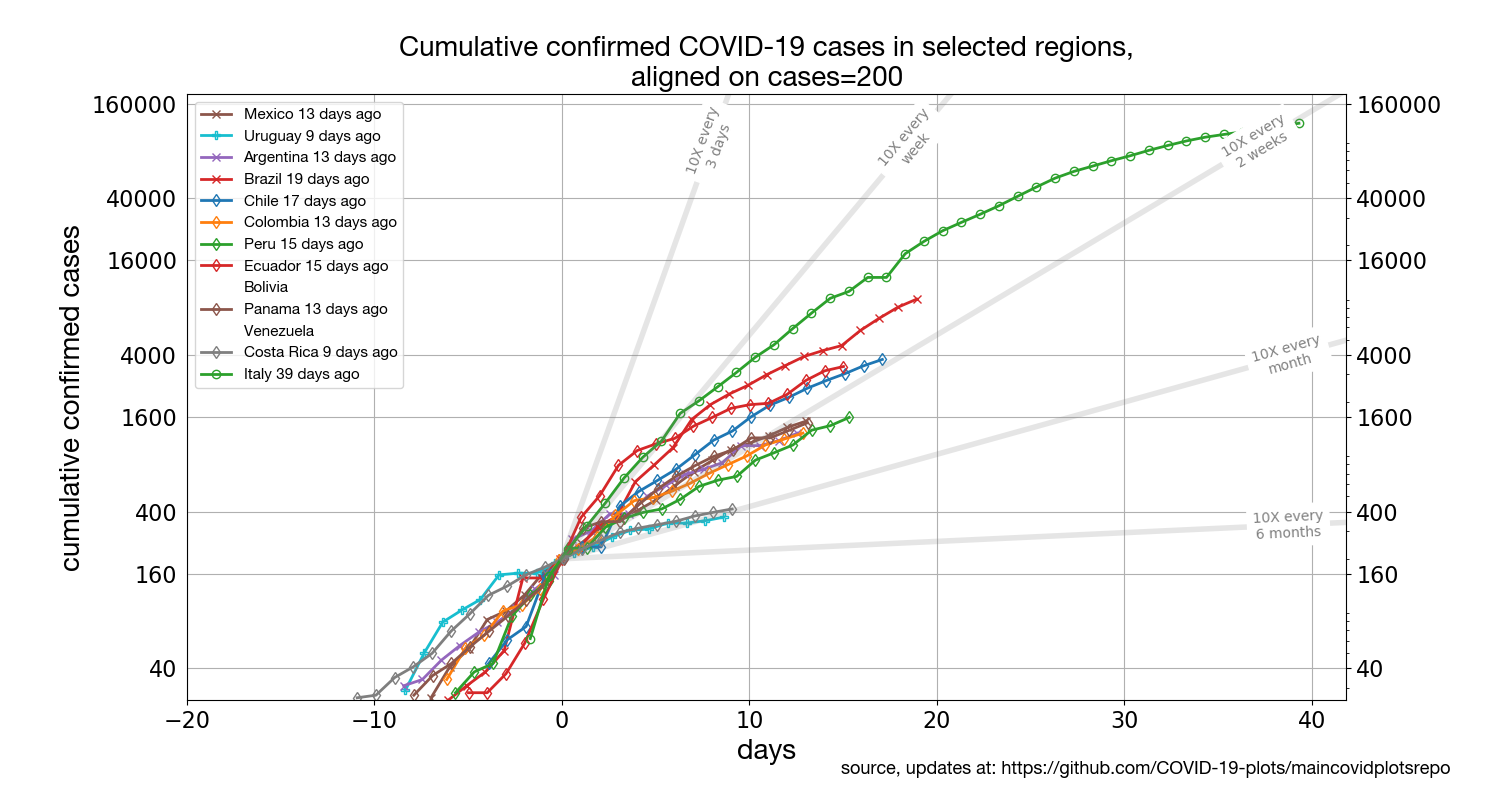 Cumulative confirmed COVID-19 cases in selected regions,
aligned on cases=200
cumulative confirmed cases
160000
40000
16000
4000
1600
400
160
40
Mexico 13 days ago
Uruguay 9 days ago
Argentina 13 days ago
Brazil 19 days ago
Chile 17 days ago
Colombia 13 days ago
Peru 15 days ago
Ecuador 15 days ago
Bolivia
Panama 13 days ago
Venezuela
Costa Rica 9 days ago
Italy 39 days ago
10X every
3 days
10X every
week
10X every
2 weeks
10X every
month
10X every
6 months
160000
40000
16000
4000
1600
400
160
40
−20 −10 0 10 20 30 40
days
source, updates at: https://github.com/COVID-19-plots/maincovidplotsrepo